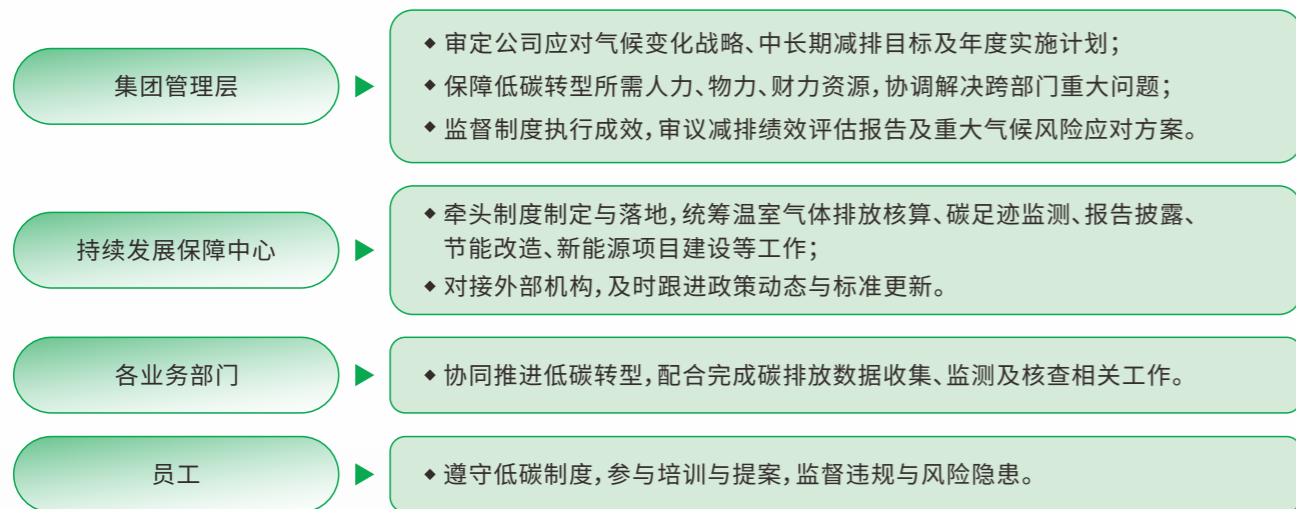 集团管理层
◆ 审定公司应对气候变化战略、中长期减排目标及年度实施计划；
◆ 保障低碳转型所需人力、物力、财力资源，协调解决跨部门重大问题；
◆ 监督制度执行成效，审议减排绩效评估报告及重大气候风险应对方案。
持续发展保障中心
◆ 牵头制度制定与落地，统筹温室气体排放核算、碳足迹监测、报告披露、
节能改造、新能源项目建设等工作；
◆ 对接外部机构，及时跟进政策动态与标准更新。
各业务部门
◆ 协同推进低碳转型，配合完成碳排放数据收集、监测及核查相关工作。
员工
◆ 遵守低碳制度，参与培训与提案，监督违规与风险隐患。